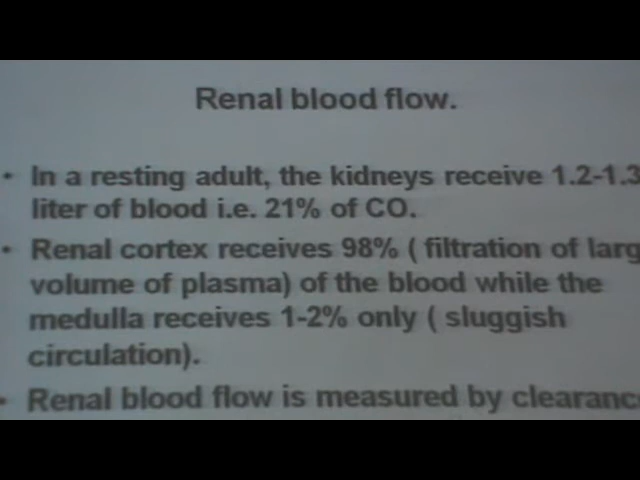 Renal blood flow.
• In a resting adult, the kidneys receive 1.2-1.3
liter of blood i.e. 21% of CO.
• Renal cortex receives 98% ( filtration of larg
volume of plasma) of the blood while the
medulla receives 1-2% only ( sluggish
circulation).
• Renal blood flow is measured by clearanc